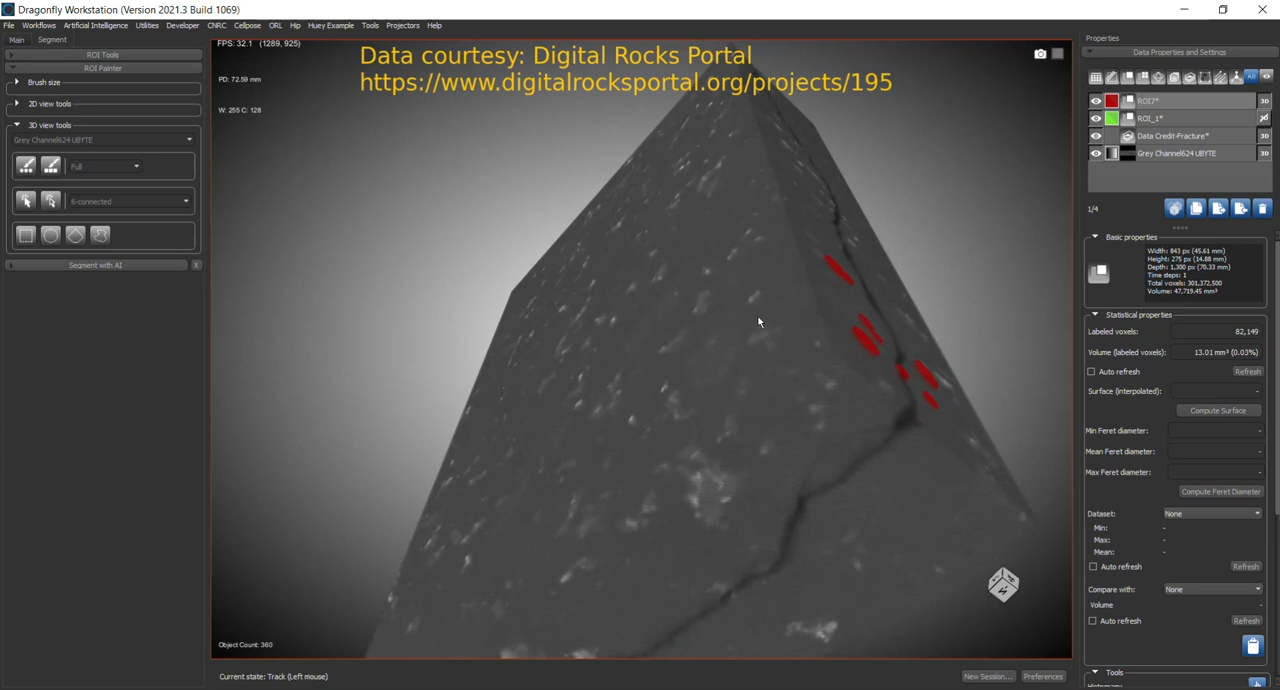 Dragonfly Workstation (Version 2021.3 Build 1069)
File Workflows Artificial Intelligence Utilities Developer CNRC Cellpose ORL Hip Huey Example Tools Projectors Help
Main Segment
ROI Tools
ROI Painter
Brush size
2D view tools
3D view tools
Grey Channel624 UBYTE
Full
6-connected
Segment with AI X
FPS: 32.1 (1289, 925)
PD: 72.59 mm
W: 255 C: 128
Data courtesy: Digital Rocks Portal
https://www.digitalrocksportal.org/projects/195
Object Count: 360
Current state: Track (Left mouse)
New Session... Preferences
Properties
Data Properties and Settings
All
ROI7* 3D
ROI_1*
Data Credit-Fracture* 3D
Grey Channel624 UBYTE 3D
1/4
Basic properties
Width: 843 px (45.61 mm)
Height: 275 px (14.88 mm)
Depth: 1,300 px (70.33 mm)
Time steps: 1
Total voxels: 301,372,500
Volume: 47,719.45 mm³
Statistical properties
Labeled voxels: 82,149
Volume (labeled voxels): 13.01 mm³ (0.03%)
Auto refresh Refresh
Surface (interpolated): -
Compute Surface
Min Feret diameter: -
Mean Feret diameter: -
Max Feret diameter: -
Compute Feret Diameter
Dataset: None
Min: -
Max: -
Mean: -
Auto refresh Refresh
Compare with: None
Volume -
Auto refresh Refresh
Tools